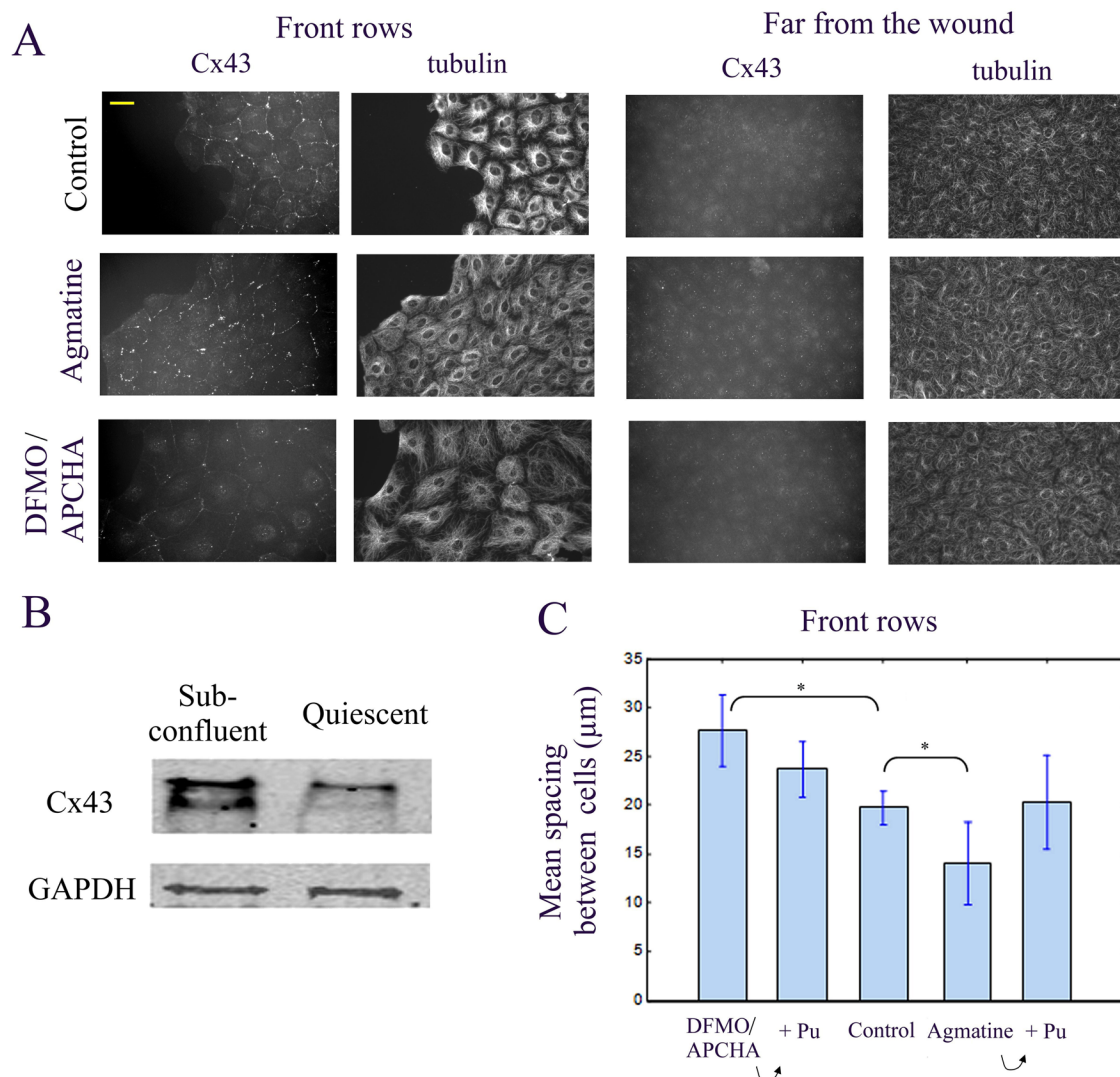 A
Front rows
Far from the wound
Cx43
tubulin
Cx43
tubulin
Control
Agmatine
DFMO/
APCHA
B
Sub-
confluent
Quiescent
Cx43
GAPDH
C
Front rows
Mean spacing
between cells (µm)
35
30
25
20
15
10
5
0
*
*
DFMO/
APCHA
+ Pu
Control
Agmatine
+ Pu